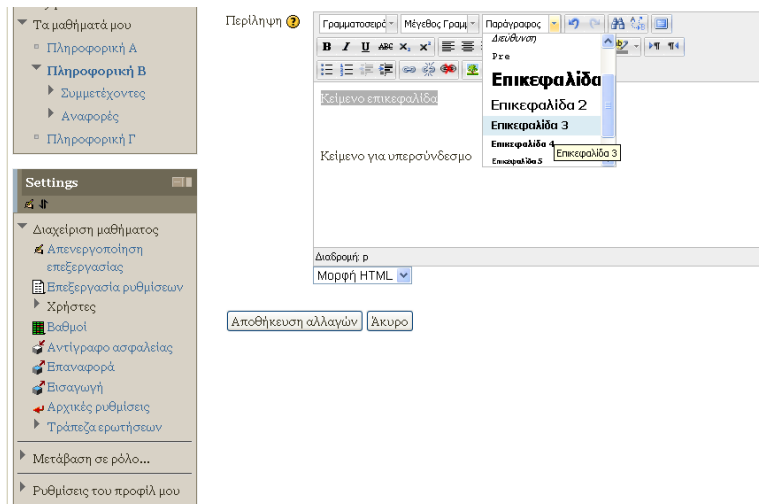 Τα μαθήματά μου
Πληροφορική Α
Πληροφορική Β
Συμμετέχοντες
Αναφορές
Πληροφορική Γ
Settings
Διαχείριση μαθήματος
Απενεργοποίηση
επεξεργασίας
Επεξεργασία ρυθμίσεων
Χρήστες
Βαθμοί
Αντίγραφο ασφαλείας
Επαναφορά
Εισαγωγή
Αρχικές ρυθμίσεις
Τράπεζα ερωτήσεων
Μετάβαση σε ρόλο...
Ρυθμίσεις του προφίλ μου
Περίληψη
Γραμματοσειρά Μέγεθος Γραμμ Παράγραφος
B I U ABC X, X²
Διεύθυνση
Pre
Επικεφαλίδα
Επικεφαλίδα 2
Επικεφαλίδα 3
Επικεφαλίδα 4
Επικεφαλίδα 5
Επικεφαλίδα 3
Κείμενο επικεφαλίδα
Κείμενο για υπερσύνδεσμο
Διαδρομή: p
Μορφή HTML
Αποθήκευση αλλαγών Άκυρο